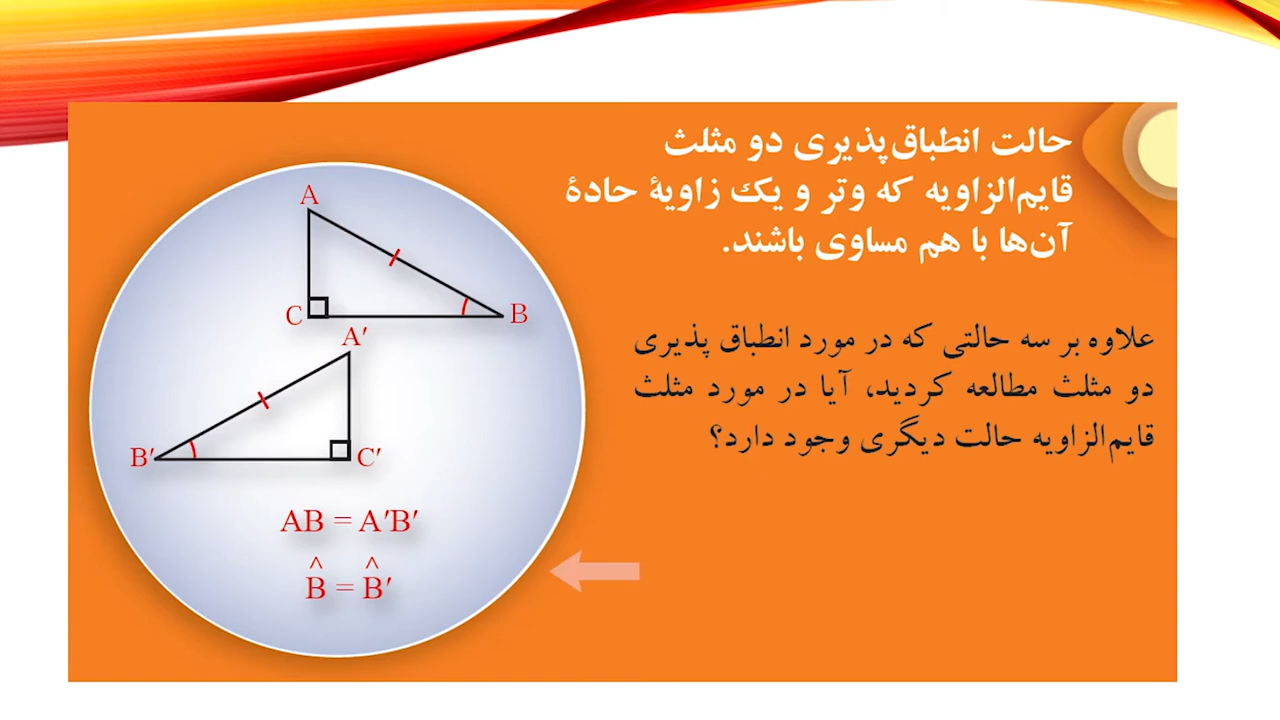 حالت انطباق‌پذیری دو مثلث
قایم‌الزاویه که وتر و یک زاویهٔ حادهٔ
آن‌ها با هم مساوی باشند.
علاوه بر سه حالتی که در مورد انطباق پذیری
دو مثلث مطالعه کردید، آیا در مورد مثلث
قایم‌الزاویه حالت دیگری وجود دارد؟
A
C
B
A′
B′
C′
AB = A′B′
B̂ = B̂′